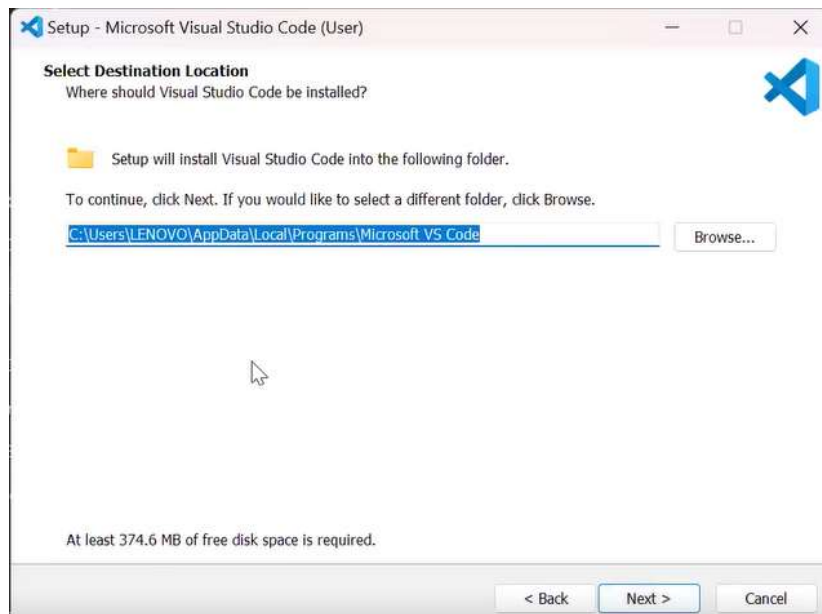 Setup - Microsoft Visual Studio Code (User)
Select Destination Location
Where should Visual Studio Code be installed?
Setup will install Visual Studio Code into the following folder.
To continue, click Next. If you would like to select a different folder, click Browse.
C:\Users\LENOVO\AppData\Local\Programs\Microsoft VS Code
Browse...
At least 374.6 MB of free disk space is required.
< Back
Next >
Cancel